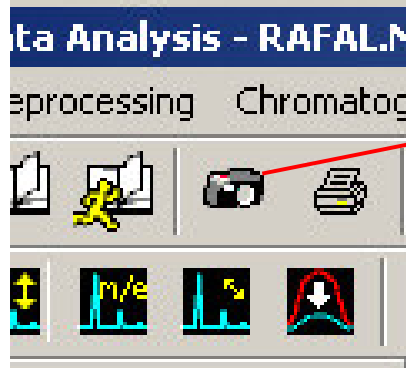 ta Analysis - RAFAL.M
eprocessing Chromatog
m/e